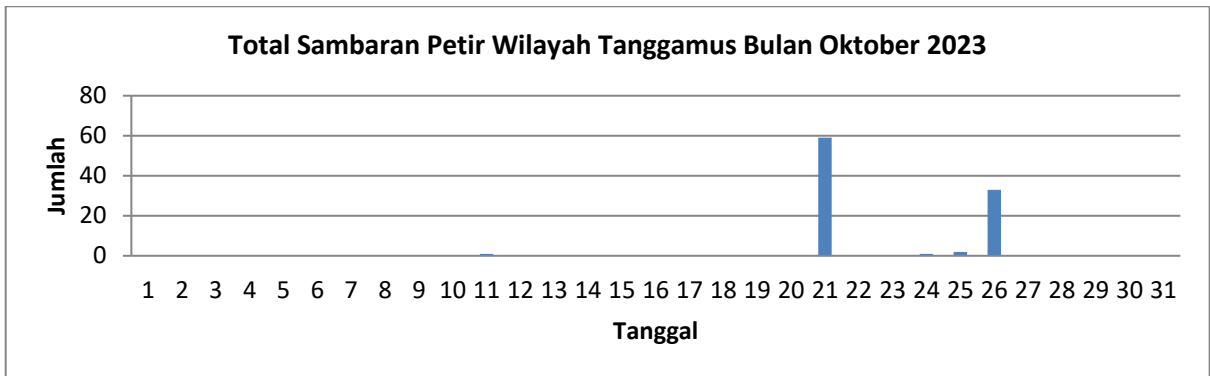 Total Sambaran Petir Wilayah Tanggamus Bulan Oktober 2023
Jumlah
80
60
40
20
0
1 2 3 4 5 6 7 8 9 10 11 12 13 14 15 16 17 18 19 20 21 22 23 24 25 26 27 28 29 30 31
Tanggal